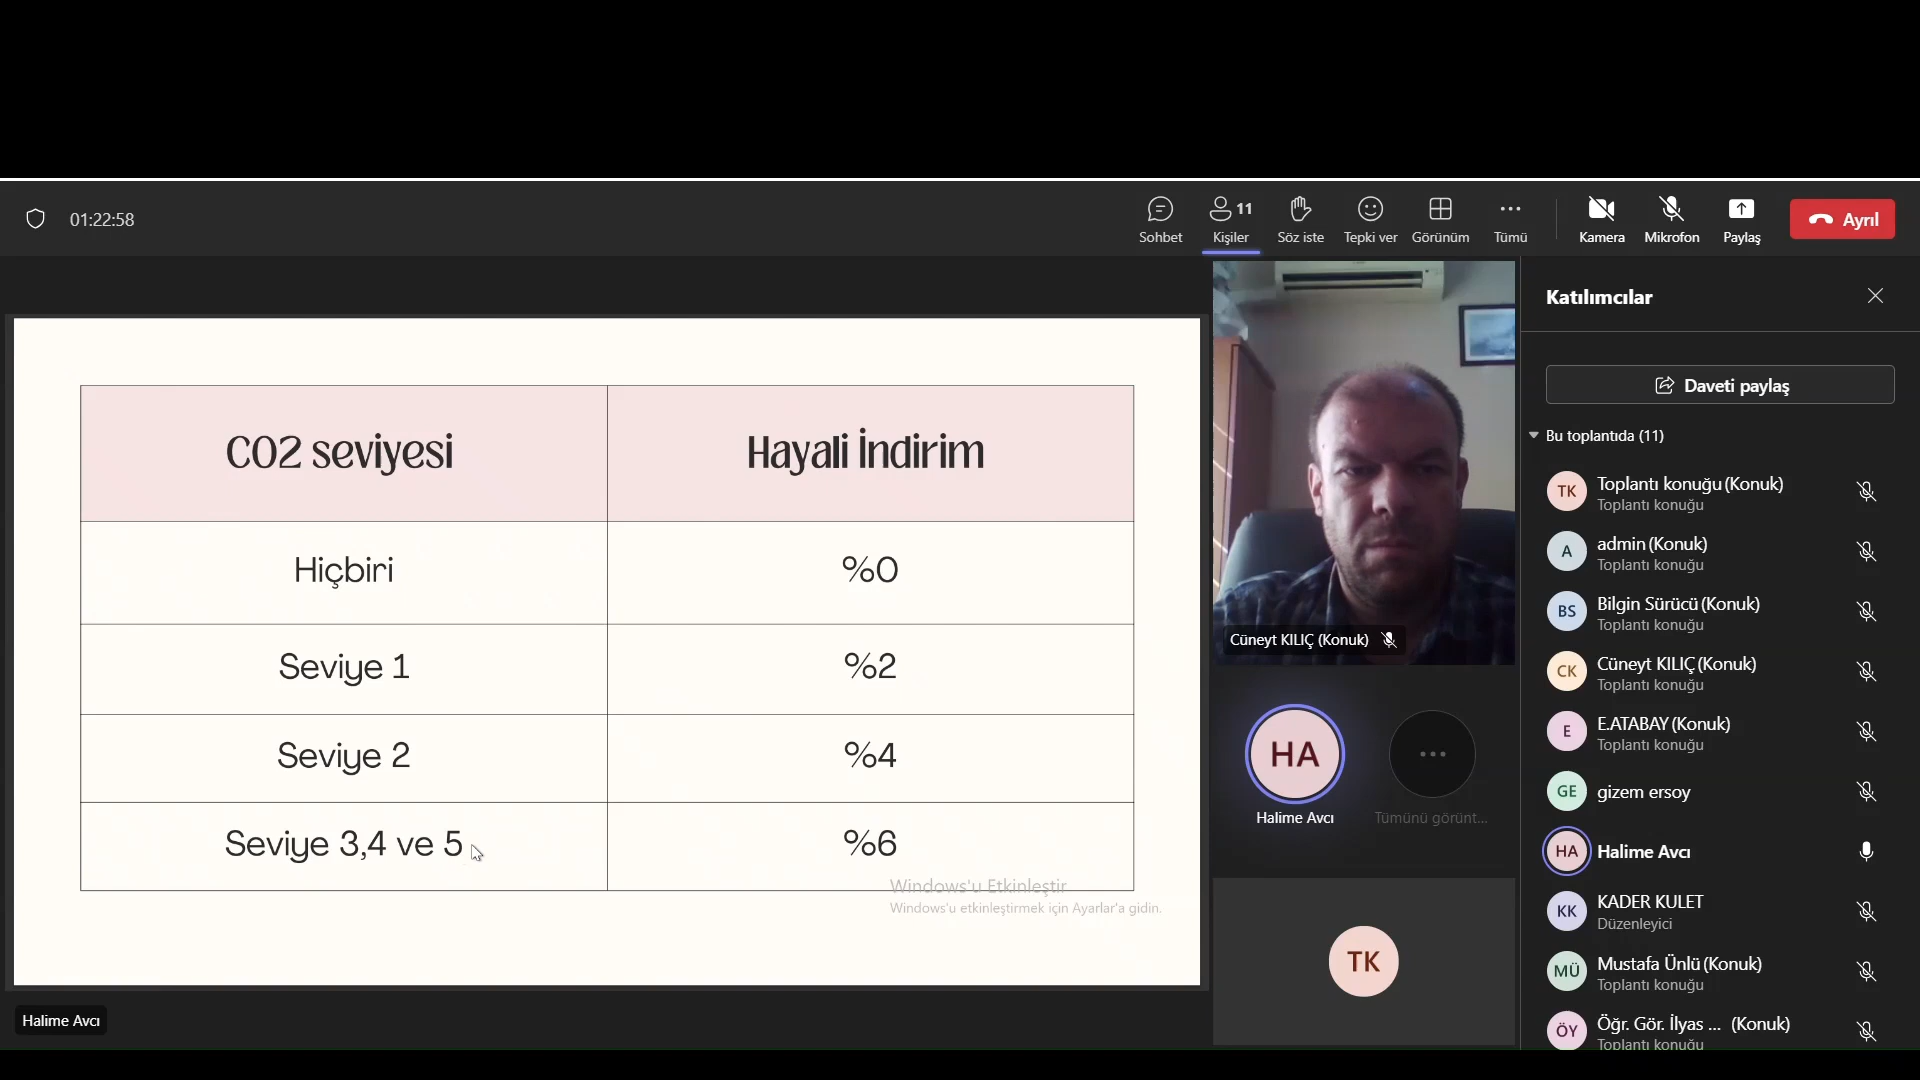 01:22:58
Sohbet
11
Kişiler
Söz iste
Tepki ver
Görünüm
Tümü
Kamera
Mikrofon
Paylaş
Ayrıl
CO2 seviyesi
Hayali İndirim
Hiçbiri
%0
Seviye 1
%2
Seviye 2
%4
Seviye 3,4 ve 5
%6
Windows'u Etkinleştir
Windows'u etkinleştirmek için Ayarlar'a gidin.
Halime Avcı
Cüneyt KILIÇ (Konuk)
HA
Halime Avcı
Tümünü görünt...
TK
Katılımcılar
Daveti paylaş
Bu toplantıda (11)
TK
Toplantı konuğu (Konuk)
Toplantı konuğu
A
admin (Konuk)
Toplantı konuğu
BS
Bilgin Sürücü (Konuk)
Toplantı konuğu
CK
Cüneyt KILIÇ (Konuk)
Toplantı konuğu
E
E.ATABAY (Konuk)
Toplantı konuğu
GE
gizem ersoy
HA
Halime Avcı
KK
KADER KULET
Düzenleyici
MÜ
Mustafa Ünlü (Konuk)
Toplantı konuğu
ÖY
Öğr. Gör. İlyas ... (Konuk)
Toplantı konuğu